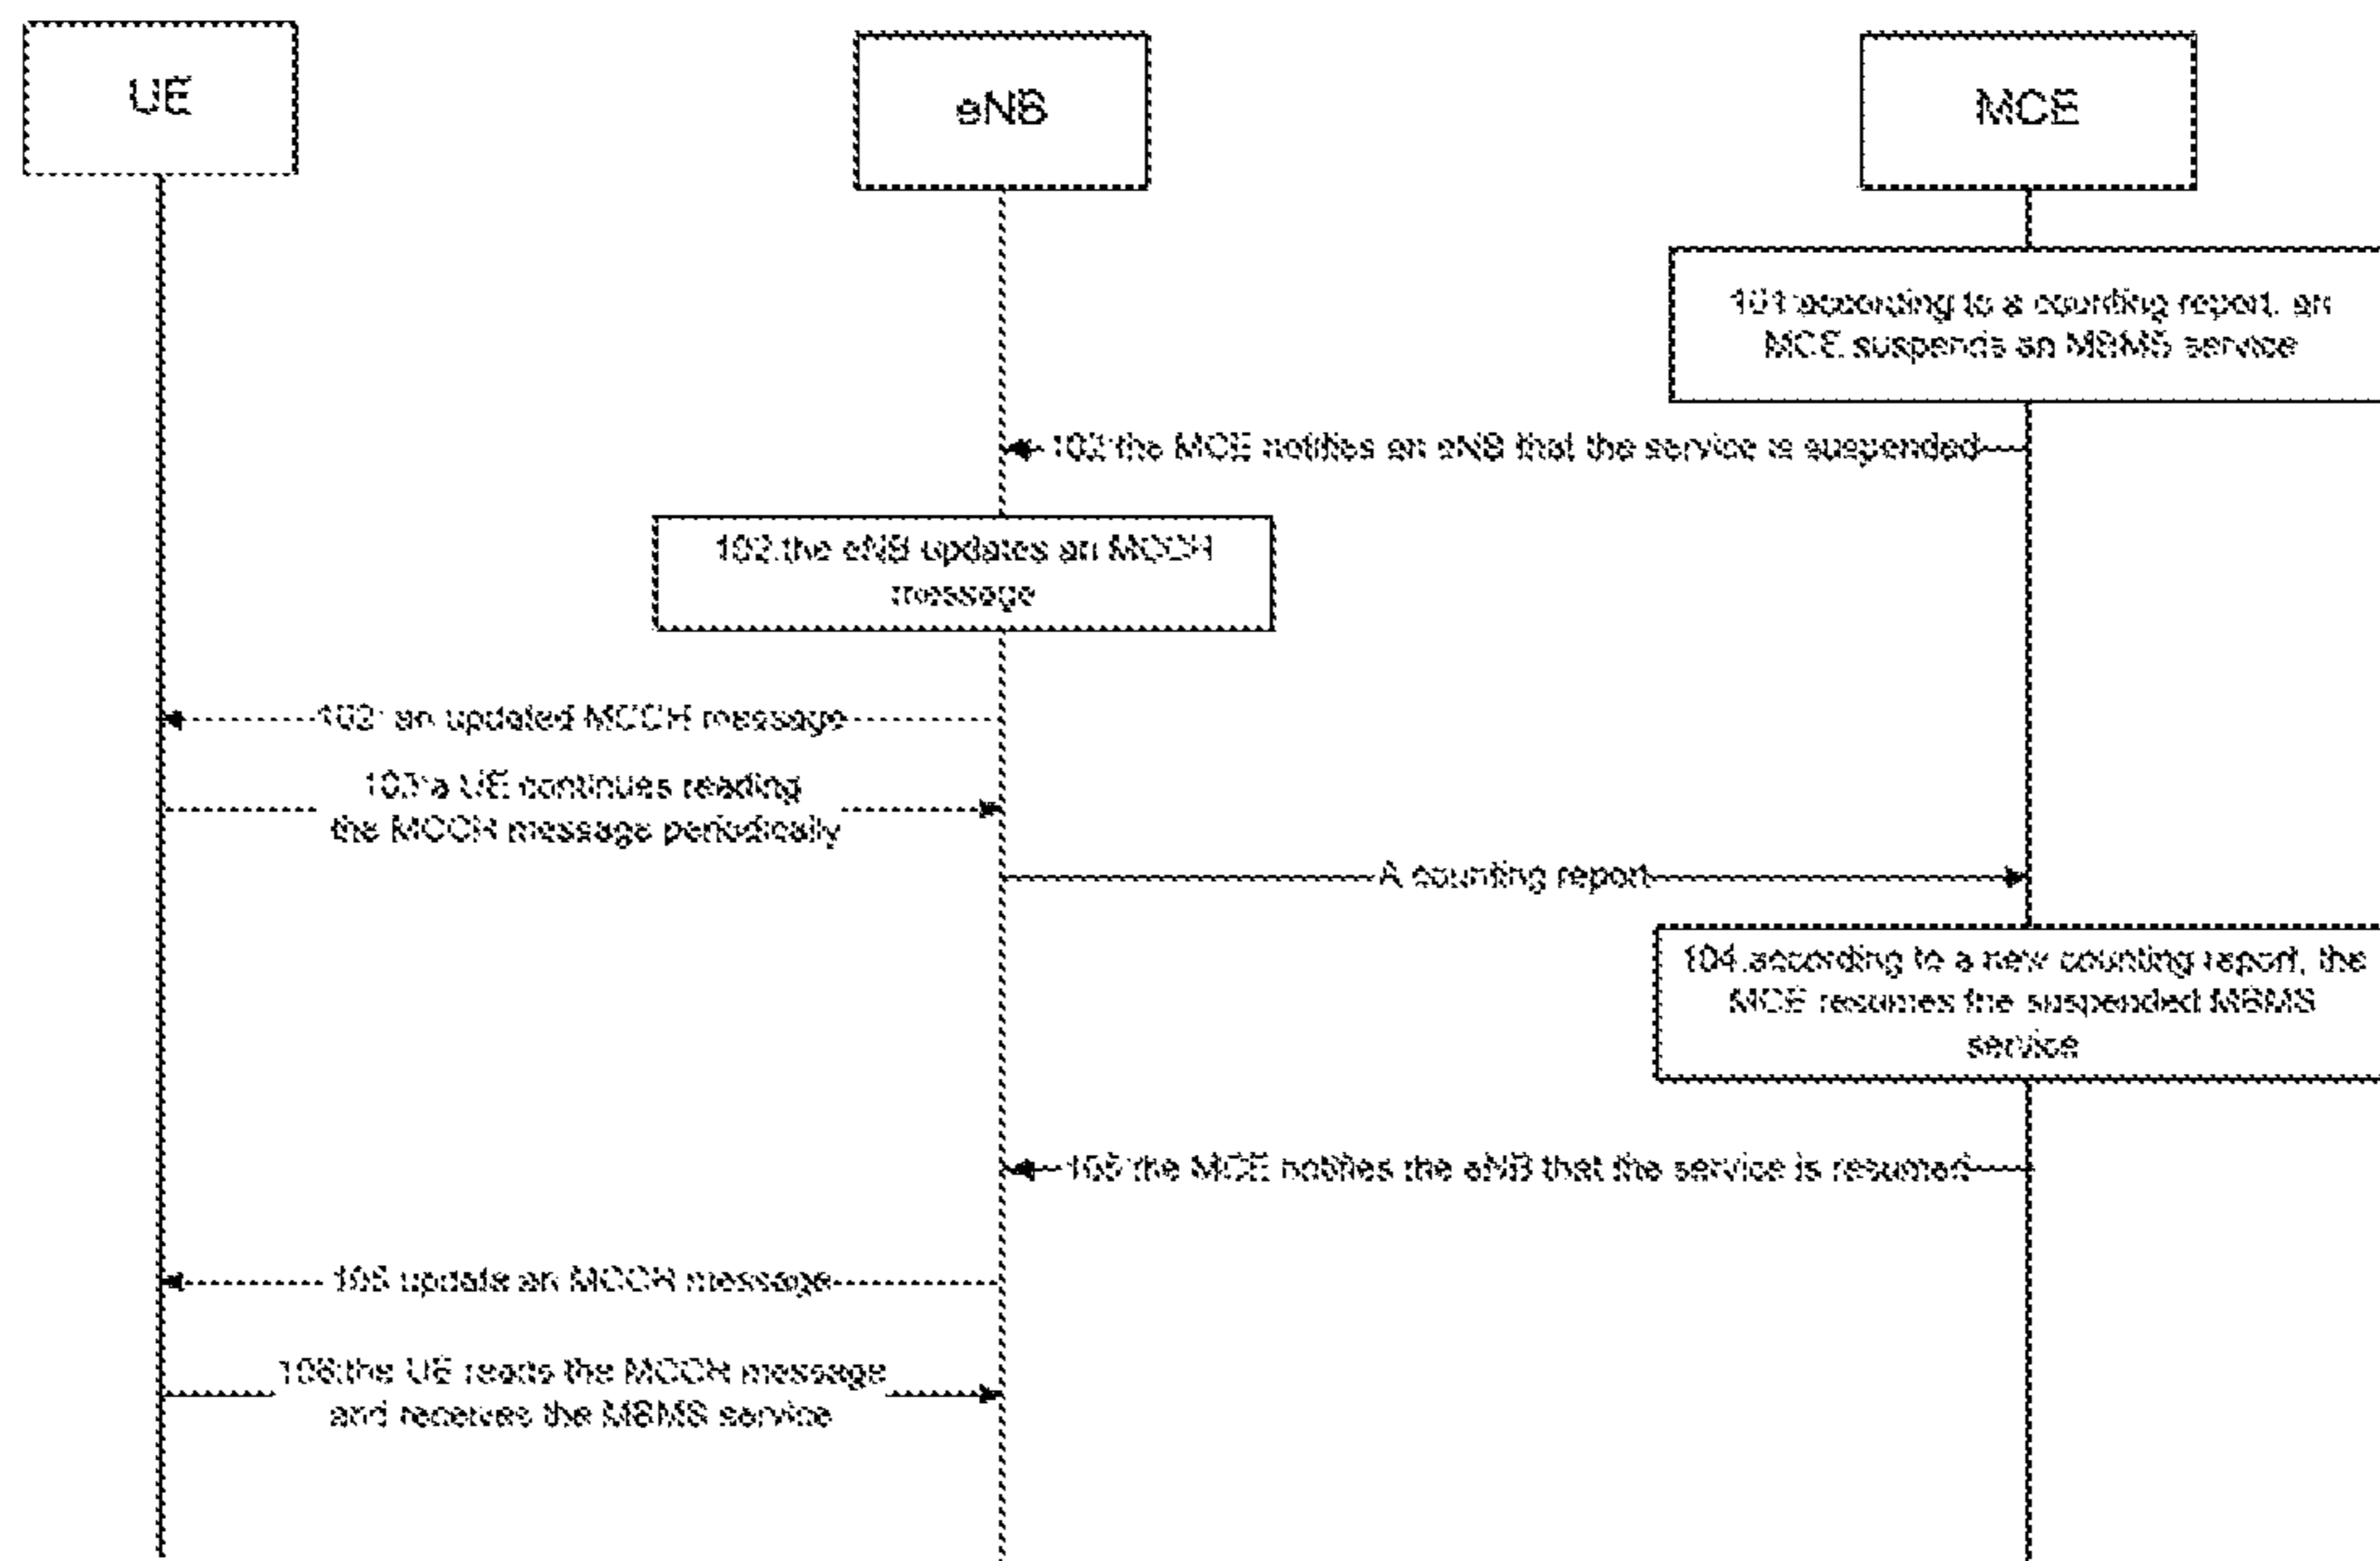 UE
eNB
MCE
101:according to a counting report, an
MCE suspends an MBMS service
102:the MCE notifies an eNB that the service is suspended
102.the eNB updates an MCCH
message
102: an updated MCCH message
103:a UE continues reading
the MCCH message periodically
A counting report
104.according to a new counting report, the
MCE resumes the suspended MBMS
service
105:the MCE notifies the eNB that the service is resumed
105 update an MCCH message
106:the UE reads the MCCH message
and receives the MBMS service